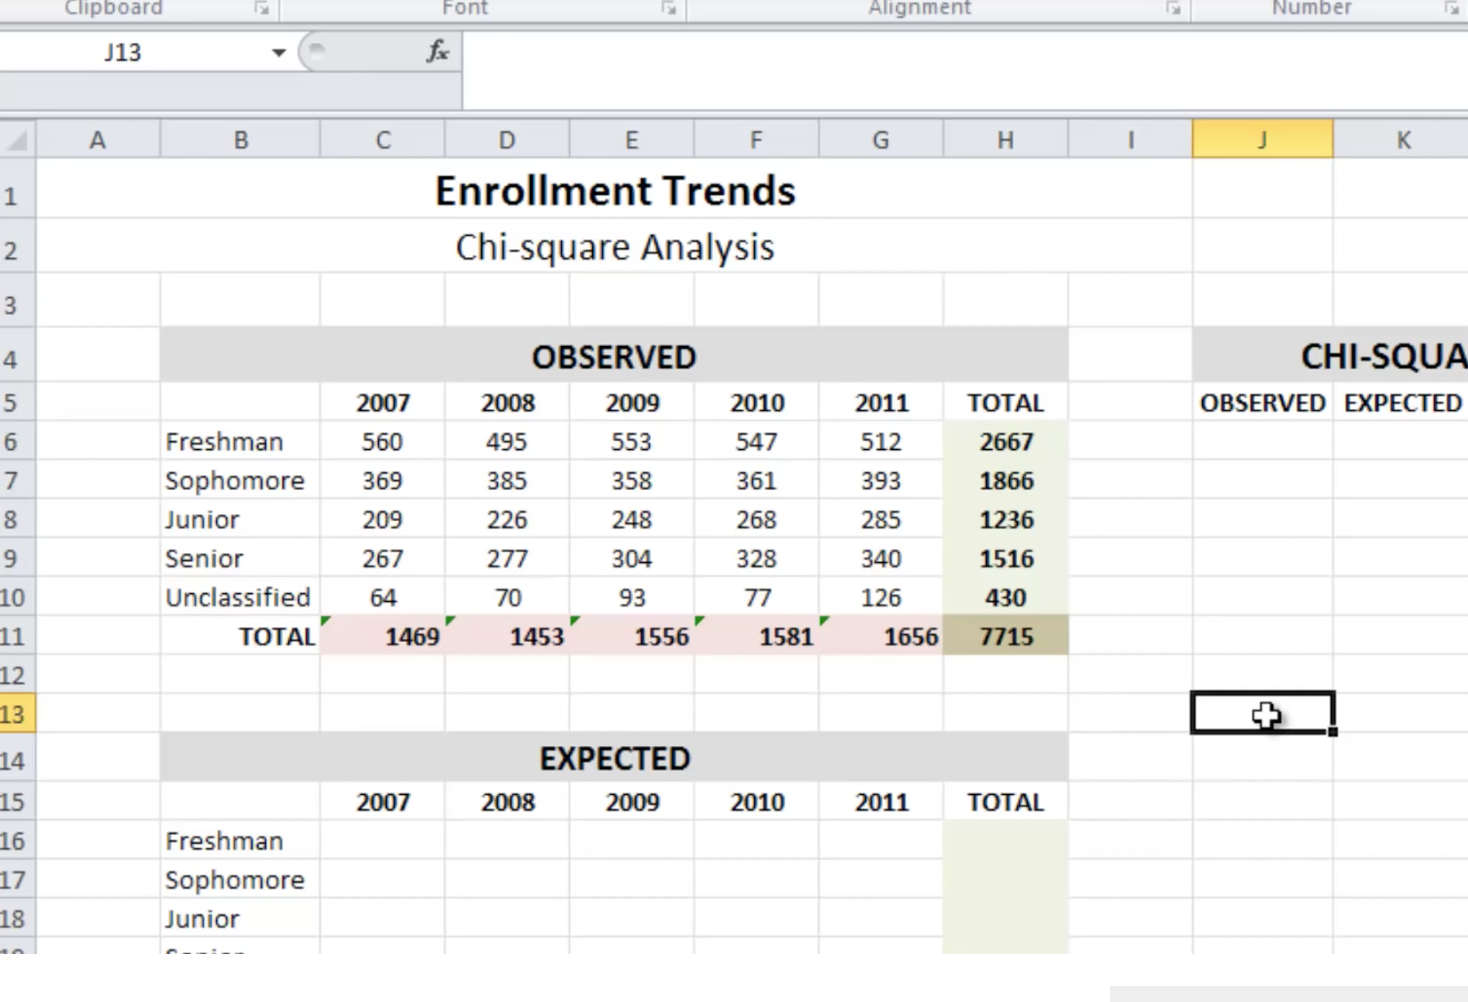 Clipboard Font Alignment Number
J13 fx
A B C D E F G H I J K
1 Enrollment Trends
2 Chi-square Analysis
3
4 OBSERVED CHI-SQUA
5 2007 2008 2009 2010 2011 TOTAL OBSERVED EXPECTED
6 Freshman 560 495 553 547 512 2667
7 Sophomore 369 385 358 361 393 1866
8 Junior 209 226 248 268 285 1236
9 Senior 267 277 304 328 340 1516
10 Unclassified 64 70 93 77 126 430
11 TOTAL 1469 1453 1556 1581 1656 7715
12
13
14 EXPECTED
15 2007 2008 2009 2010 2011 TOTAL
16 Freshman
17 Sophomore
18 Junior